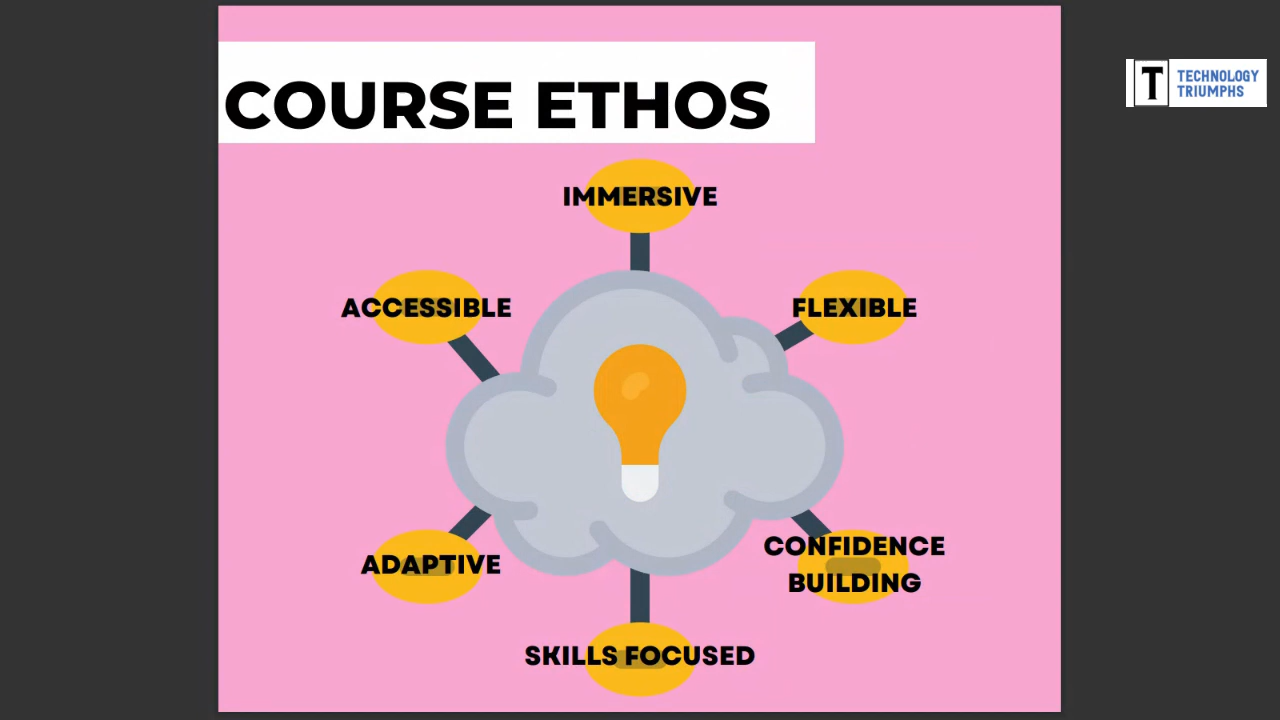 COURSE ETHOS
T TECHNOLOGY
TRIUMPHS
IMMERSIVE
ACCESSIBLE
FLEXIBLE
ADAPTIVE
CONFIDENCE
BUILDING
SKILLS FOCUSED